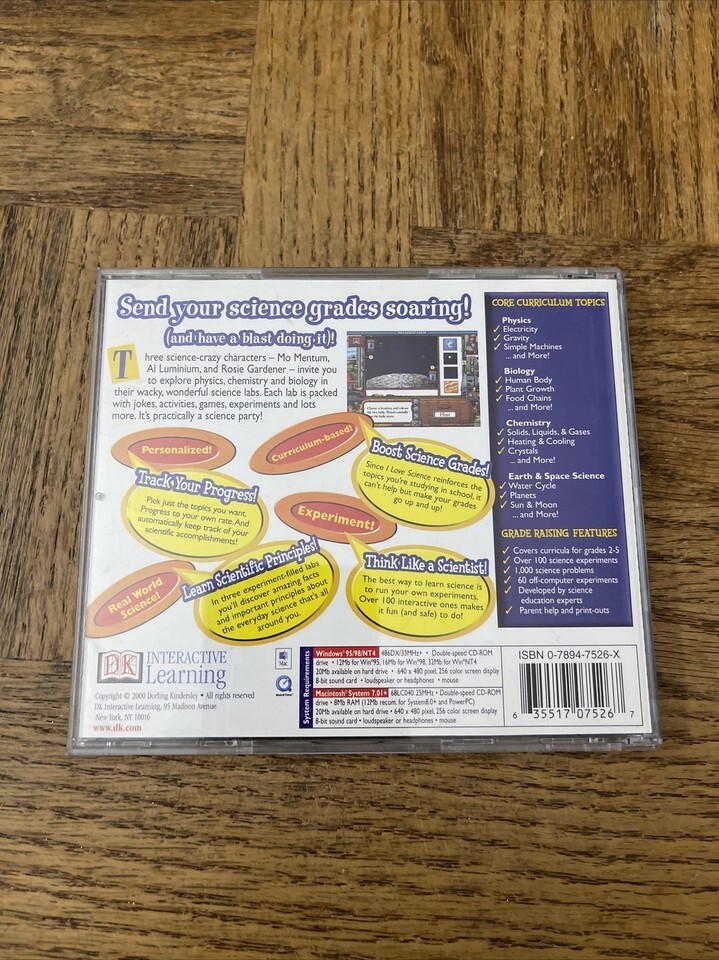 Send your science grades soaring!
(and have a blast doing it)!
Three science-crazy characters – Mo Mentum,
Al Luminium, and Rosie Gardener – invite you
to explore physics, chemistry and biology in
their wacky, wonderful science labs. Each lab is packed
with jokes, activities, games, experiments and lots
more. It's practically a science party!
Personalized!
Track Your Progress!
Pick just the topics you want.
Progress to your own rate. And
automatically keep track of your
scientific accomplishments!
Curriculum-based!
Boost Science Grades!
Since I Love Science reinforces the
topics you're studying in school, it
can't help but make your grades
go up and up!
Experiment!
Think Like a Scientist!
The best way to learn science is
to run your own experiments.
Over 100 interactive ones makes
it fun (and safe) to do!
Real World
Science!
Learn Scientific Principles!
In three experiment-filled labs
you'll discover amazing facts
and important principles about
the everyday science that's all
around you.
CORE CURRICULUM TOPICS
Physics
✓ Electricity
✓ Gravity
✓ Simple Machines
... and More!
Biology
✓ Human Body
✓ Plant Growth
✓ Food Chains
... and More!
Chemistry
✓ Solids, Liquids, & Gases
✓ Heating & Cooling
✓ Crystals
... and More!
Earth & Space Science
✓ Water Cycle
✓ Planets
✓ Sun & Moon
... and More!
GRADE RAISING FEATURES
✓ Covers curricula for grades 2-5
✓ Over 100 science experiments
✓ 1,000 science problems
✓ 60 off-computer experiments
✓ Developed by science
education experts
✓ Parent help and print-outs
DK INTERACTIVE
Learning
Copyright © 2000 Dorling Kindersley • All rights reserved
DK Interactive Learning, 95 Madison Avenue
New York, NY 10016
www.dk.com
Mac
QuickTime
System Requirements
Windows® 95/98/NT4 486DX/33MHz+ • Double-speed CD-ROM
drive • 12Mb for Win®95, 16Mb for Win®98, 32Mb for Win®NT4
20Mb available on hard drive • 640 x 480 pixel, 256 color screen display
8-bit sound card • loudspeaker or headphones • mouse
Macintosh® System 7.0.1+ 68LC040 25MHz • Double-speed CD-ROM
drive • 8Mb RAM (12Mb recom. for System8.0+ and PowerPC)
20Mb available on hard drive • 640 x 480 pixel, 256 color screen display
8-bit sound card • loudspeaker or headphones • mouse
ISBN 0-7894-7526-X
6 35517 07526 7